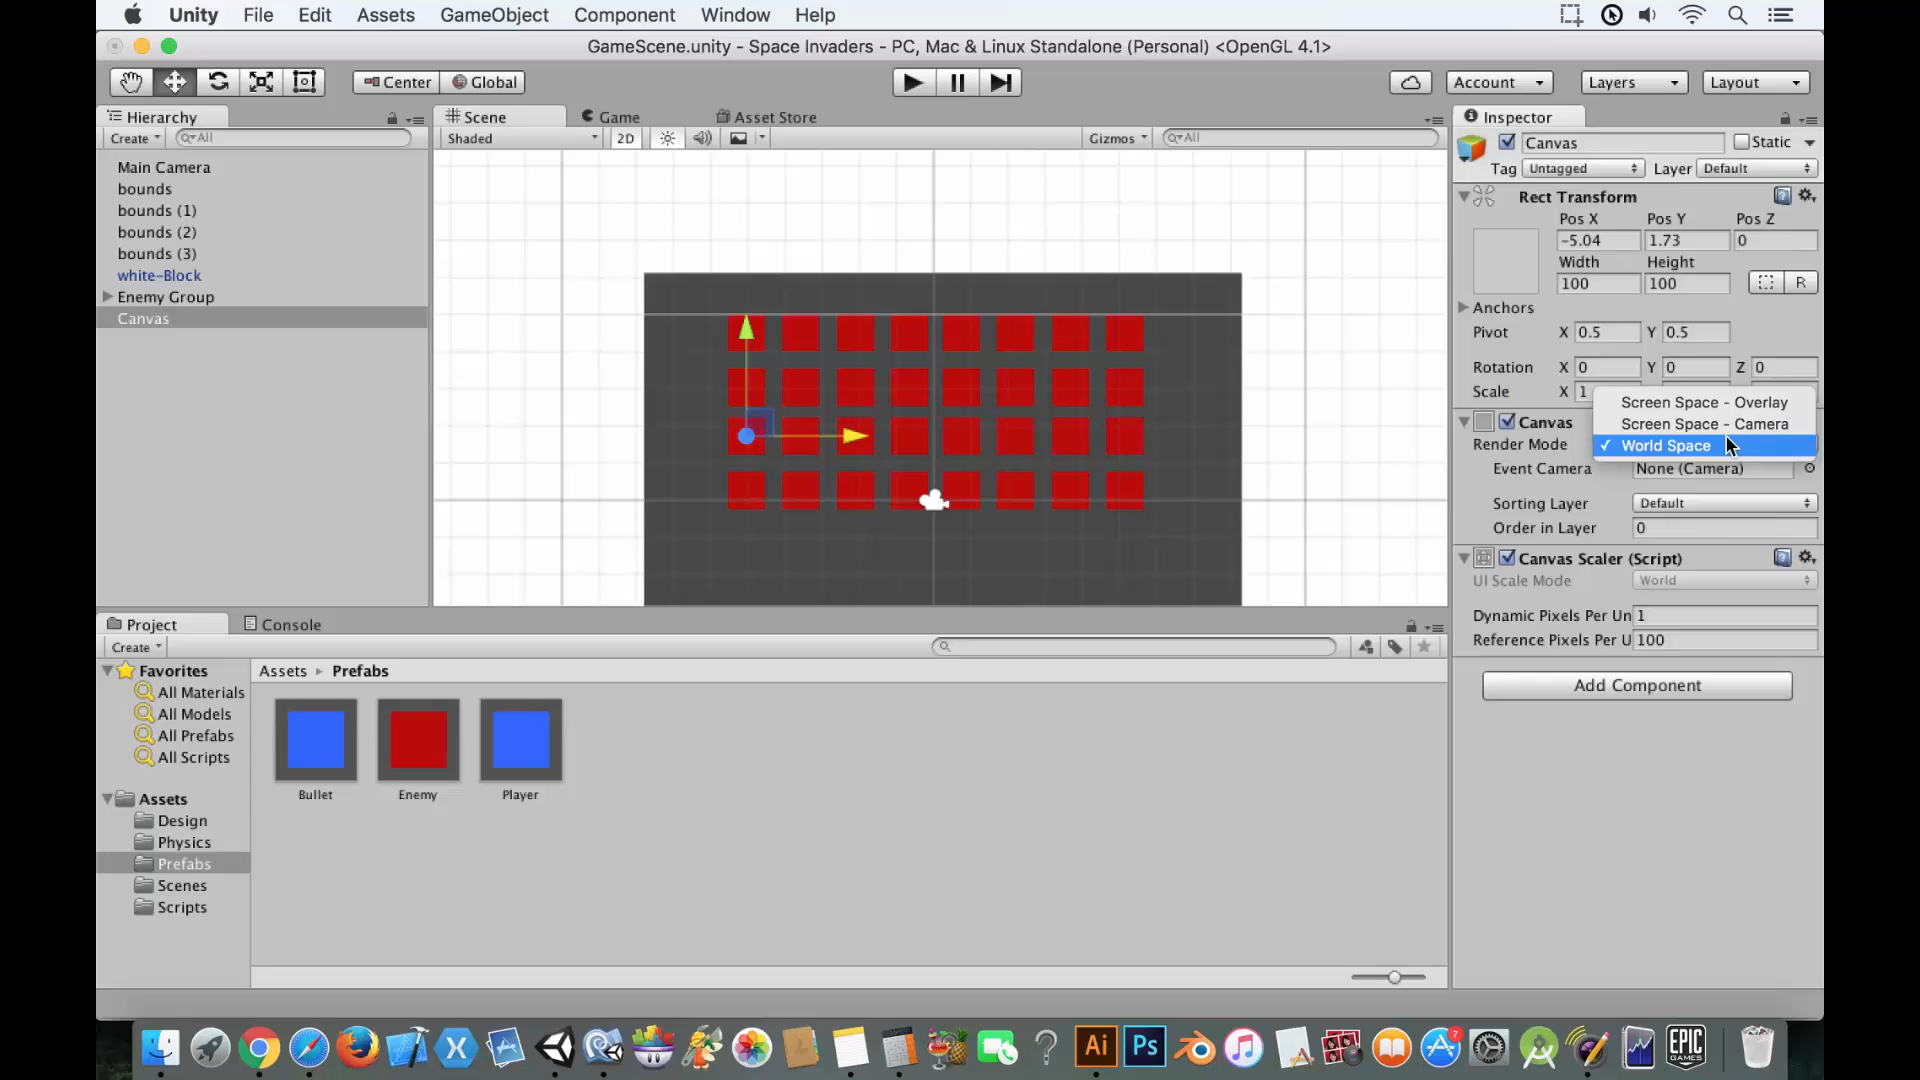 Unity File Edit Assets GameObject Component Window Help
GameScene.unity - Space Invaders - PC, Mac & Linux Standalone (Personal) <OpenGL 4.1>
Center Global Account Layers Layout
Hierarchy
Create All
Main Camera
bounds
bounds (1)
bounds (2)
bounds (3)
white-Block
Enemy Group
Canvas
Scene Game Asset Store
Shaded 2D Gizmos All
Inspector
Canvas Static
Tag Untagged Layer Default
Rect Transform
Pos X Pos Y Pos Z
-5.04 1.73 0
Width Height
100 100 R
Anchors
Pivot X 0.5 Y 0.5
Rotation X 0 Y 0 Z 0
Scale X 1
Screen Space - Overlay
Screen Space - Camera
✓ World Space
Canvas
Render Mode
Event Camera None (Camera)
Sorting Layer Default
Order in Layer 0
Canvas Scaler (Script)
UI Scale Mode World
Dynamic Pixels Per Un 1
Reference Pixels Per U 100
Add Component
Project Console
Create
Favorites
All Materials
All Models
All Prefabs
All Scripts
Assets
Design
Physics
Prefabs
Scenes
Scripts
Assets ▸ Prefabs
Bullet Enemy Player
Ai Ps 7 EPIC
GAMES